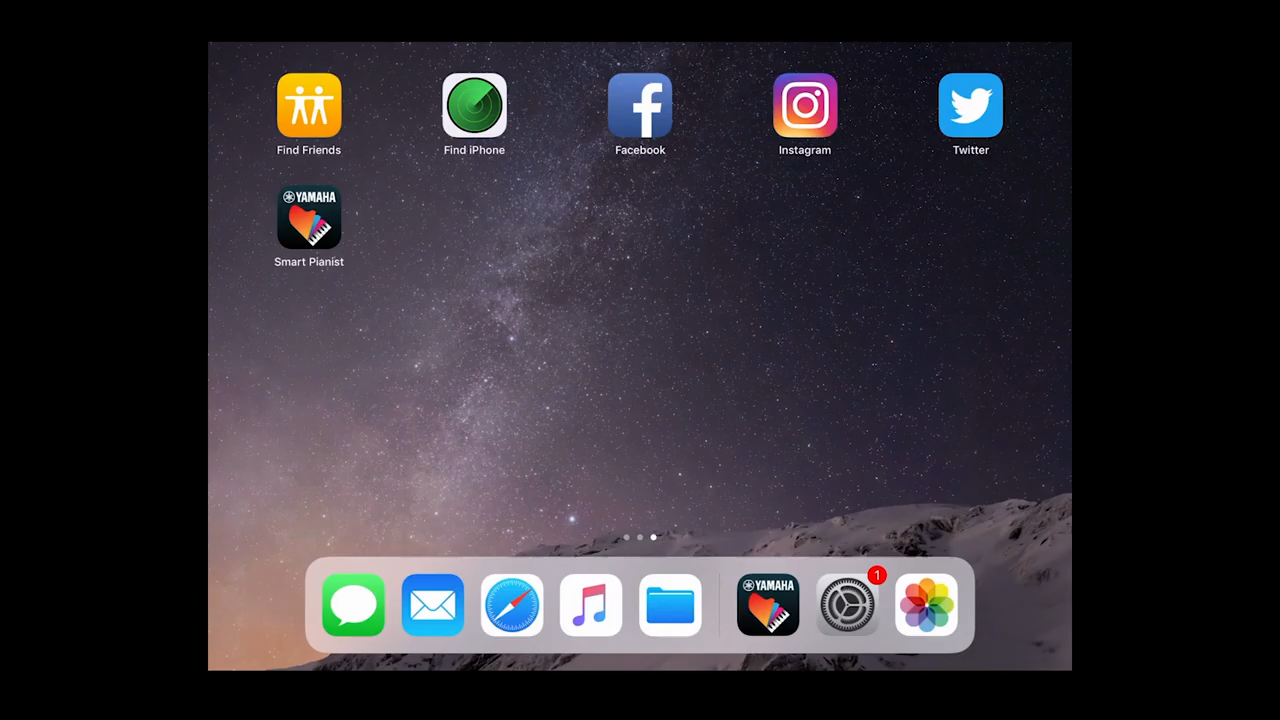 Find Friends
Find iPhone
Facebook
Instagram
Twitter
YAMAHA
Smart Pianist
YAMAHA
1